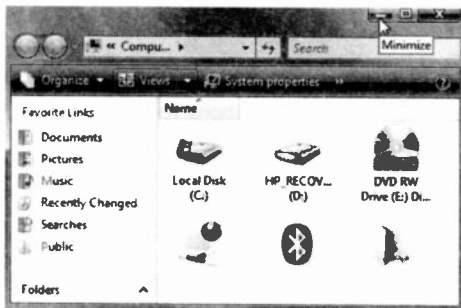 « Compu... ▸
Search
Minimize
Organize
Views
System properties
»
?
Favorite Links
Name
Documents
Pictures
Music
Recently Changed
Searches
Public
Local Disk
(C:)
HP_RECOV...
(D:)
DVD RW
Drive (E:) Di...
Folders